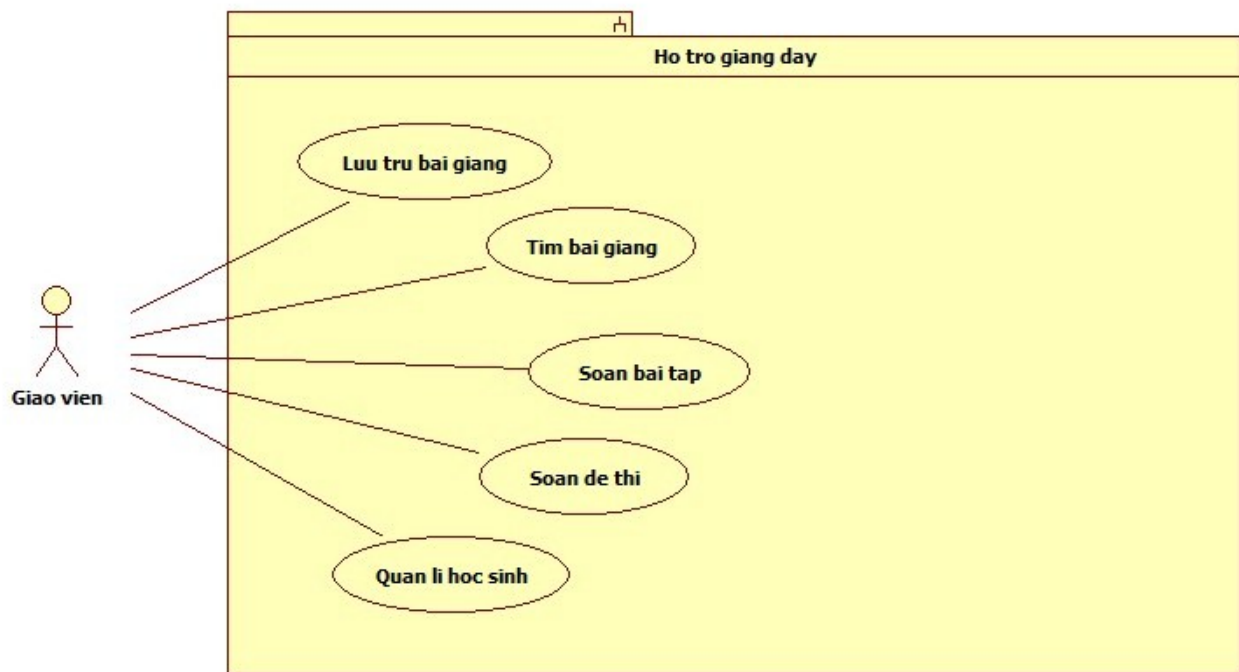 Ho tro giang day
Luu tru bai giang
Tim bai giang
Soan bai tap
Giao vien
Soan de thi
Quan li hoc sinh